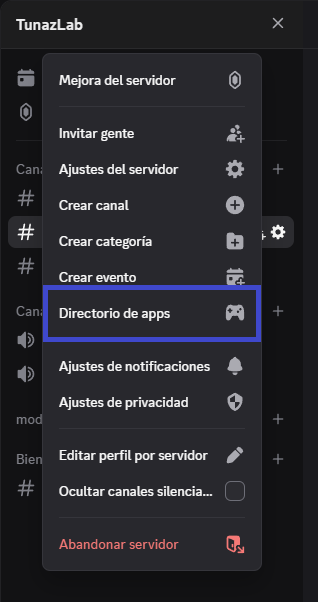 TunazLab
Mejora del servidor
Invitar gente
Cana
Ajustes del servidor
Crear canal
Crear categoría
Crear evento
Cana
Directorio de apps
Ajustes de notificaciones
Ajustes de privacidad
mod
Editar perfil por servidor
Bien
Ocultar canales silencia...
Abandonar servidor